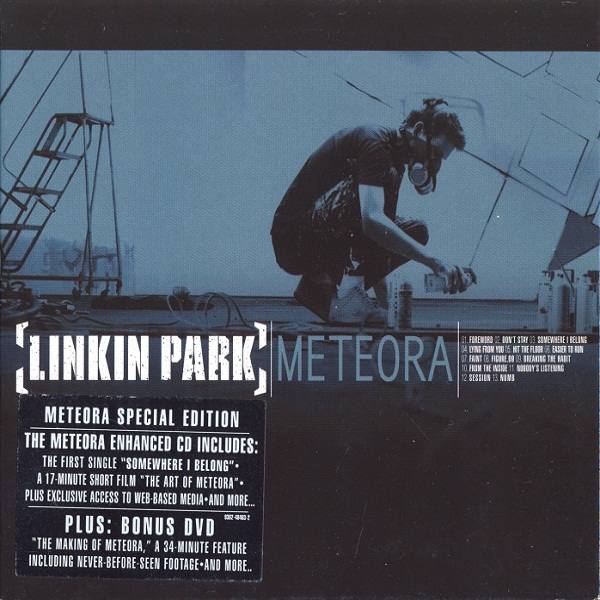 [LINKIN PARK]
METEORA
01. FOREWORD 02. DON'T STAY 03. SOMEWHERE I BELONG
04. LYING FROM YOU 05. HIT THE FLOOR 06. EASIER TO RUN
07. FAINT 08. FIGURE.09 09. BREAKING THE HABIT
10. FROM THE INSIDE 11. NOBODY'S LISTENING
12. SESSION 13. NUMB
METEORA SPECIAL EDITION
THE METEORA ENHANCED CD INCLUDES:
THE FIRST SINGLE "SOMEWHERE I BELONG"•
A 17-MINUTE SHORT FILM "THE ART OF METEORA"•
PLUS EXCLUSIVE ACCESS TO WEB-BASED MEDIA•AND MORE...
9362-48463-2
PLUS: BONUS DVD
"THE MAKING OF METEORA," A 34-MINUTE FEATURE
INCLUDING NEVER-BEFORE-SEEN FOOTAGE•AND MORE..